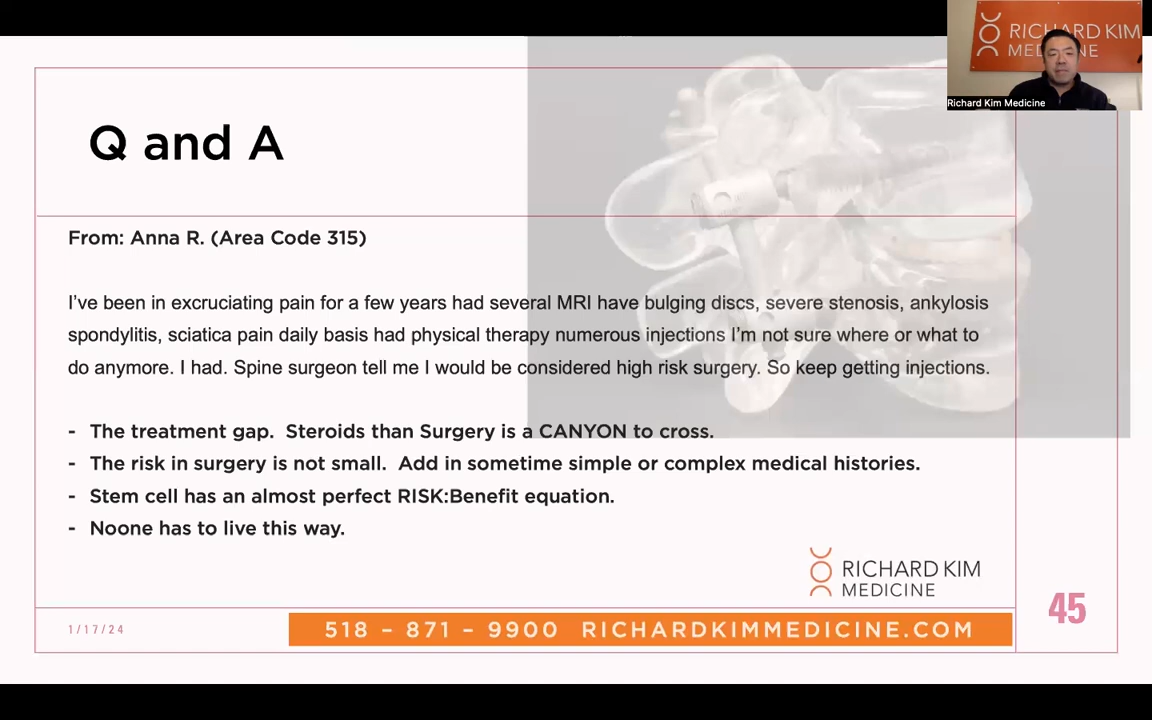 RICHARD KIM
MEDICINE
Richard Kim Medicine
Q and A
From: Anna R. (Area Code 315)
I've been in excruciating pain for a few years had several MRI have bulging discs, severe stenosis, ankylosis
spondylitis, sciatica pain daily basis had physical therapy numerous injections I'm not sure where or what to
do anymore. I had. Spine surgeon tell me I would be considered high risk surgery. So keep getting injections.
- The treatment gap. Steroids than Surgery is a CANYON to cross.
- The risk in surgery is not small. Add in sometime simple or complex medical histories.
- Stem cell has an almost perfect RISK:Benefit equation.
- Noone has to live this way.
RICHARD KIM
MEDICINE
1/17/24
518 - 871 - 9900 RICHARDKIMMEDICINE.COM
45